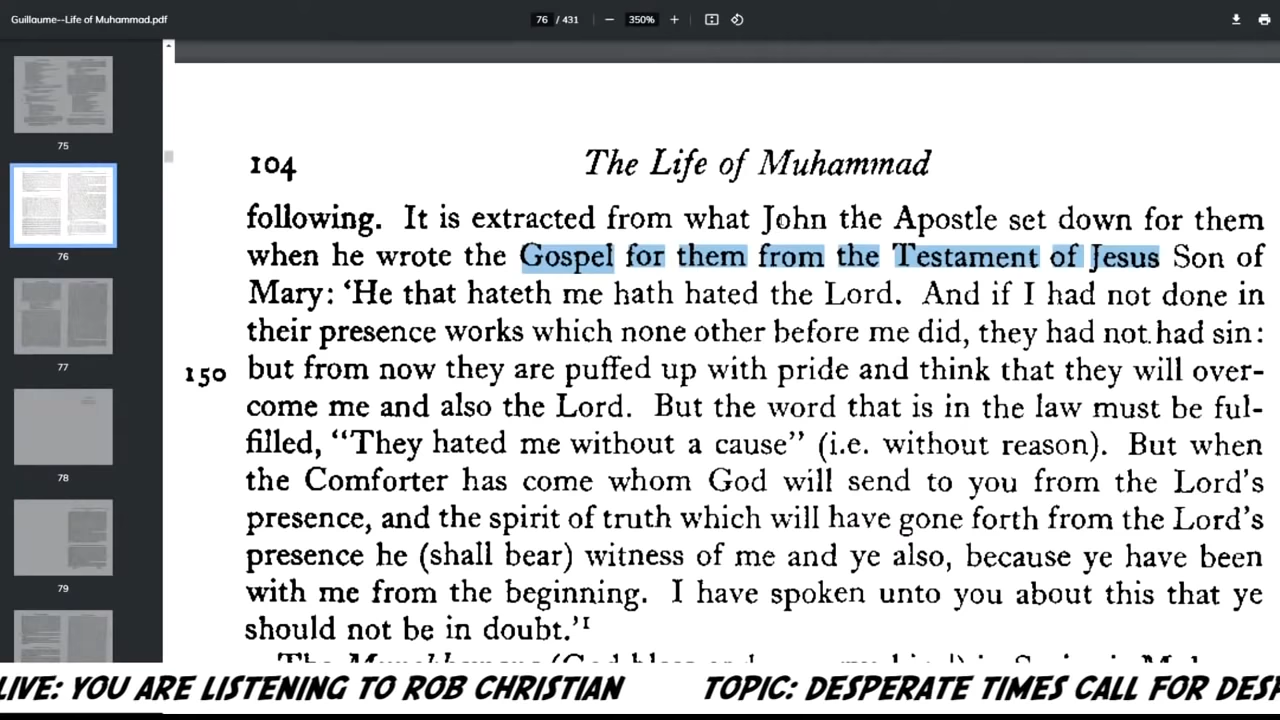 Guillaume--Life of Muhammad.pdf
76 / 431
350%
75
76
77
78
79
104
The Life of Muhammad
following. It is extracted from what John the Apostle set down for them
when he wrote the Gospel for them from the Testament of Jesus Son of
Mary: ‘He that hateth me hath hated the Lord. And if I had not done in
their presence works which none other before me did, they had not had sin:
150 but from now they are puffed up with pride and think that they will over-
come me and also the Lord. But the word that is in the law must be ful-
filled, “They hated me without a cause” (i.e. without reason). But when
the Comforter has come whom God will send to you from the Lord’s
presence, and the spirit of truth which will have gone forth from the Lord’s
presence he (shall bear) witness of me and ye also, because ye have been
with me from the beginning. I have spoken unto you about this that ye
should not be in doubt.’1
LIVE: YOU ARE LISTENING TO ROB CHRISTIAN
TOPIC: DESPERATE TIMES CALL FOR